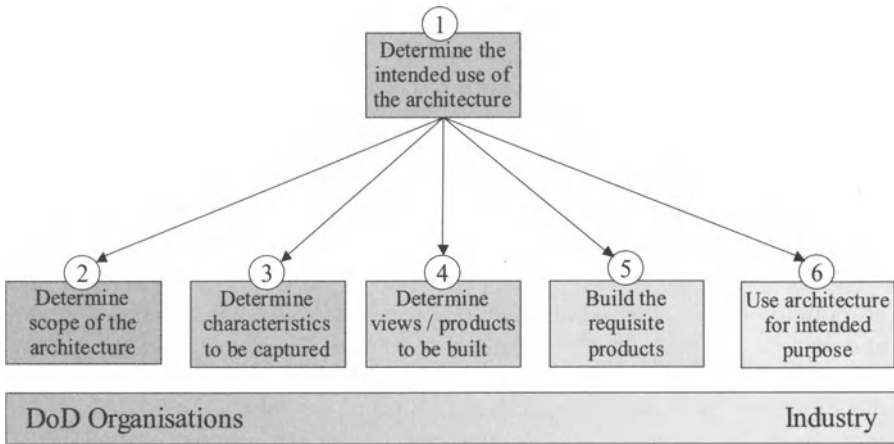 1
Determine the
intended use of
the architecture
2
Determine
scope of the
architecture
3
Determine
characteristics
to be captured
4
Determine
views / products
to be built
5
Build the
requisite
products
6
Use architecture
for intended
purpose
DoD Organisations
Industry